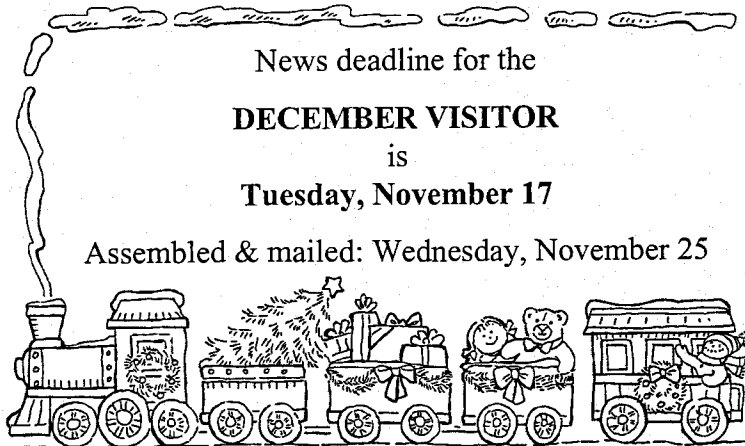 News deadline for the
DECEMBER VISITOR
is
Tuesday, November 17
Assembled & mailed: Wednesday, November 25